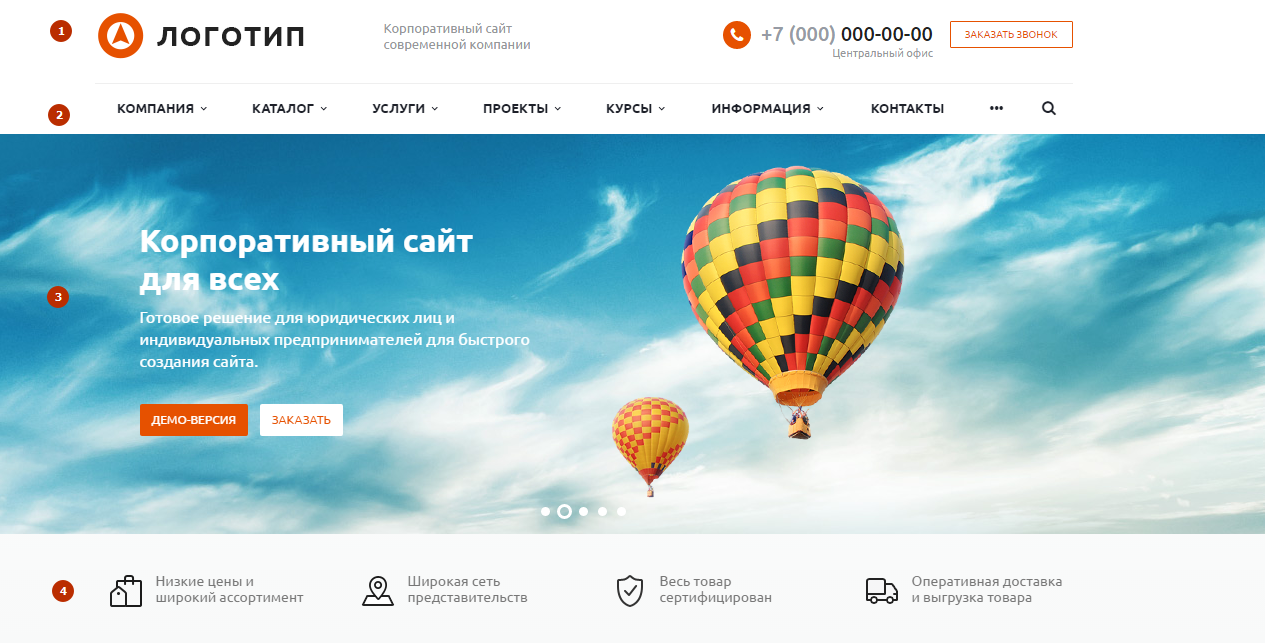 1
ЛОГОТИП
Корпоративный сайт
современной компании
+7 (000) 000-00-00
Центральный офис
ЗАКАЗАТЬ ЗВОНОК
2
КОМПАНИЯ КАТАЛОГ УСЛУГИ ПРОЕКТЫ КУРСЫ ИНФОРМАЦИЯ КОНТАКТЫ •••
Корпоративный сайт
для всех
3
Готовое решение для юридических лиц и
индивидуальных предпринимателей для быстрого
создания сайта.
ДЕМО-ВЕРСИЯ ЗАКАЗАТЬ
4
Низкие цены и
широкий ассортимент
Широкая сеть
представительств
Весь товар
сертифицирован
Оперативная доставка
и выгрузка товара